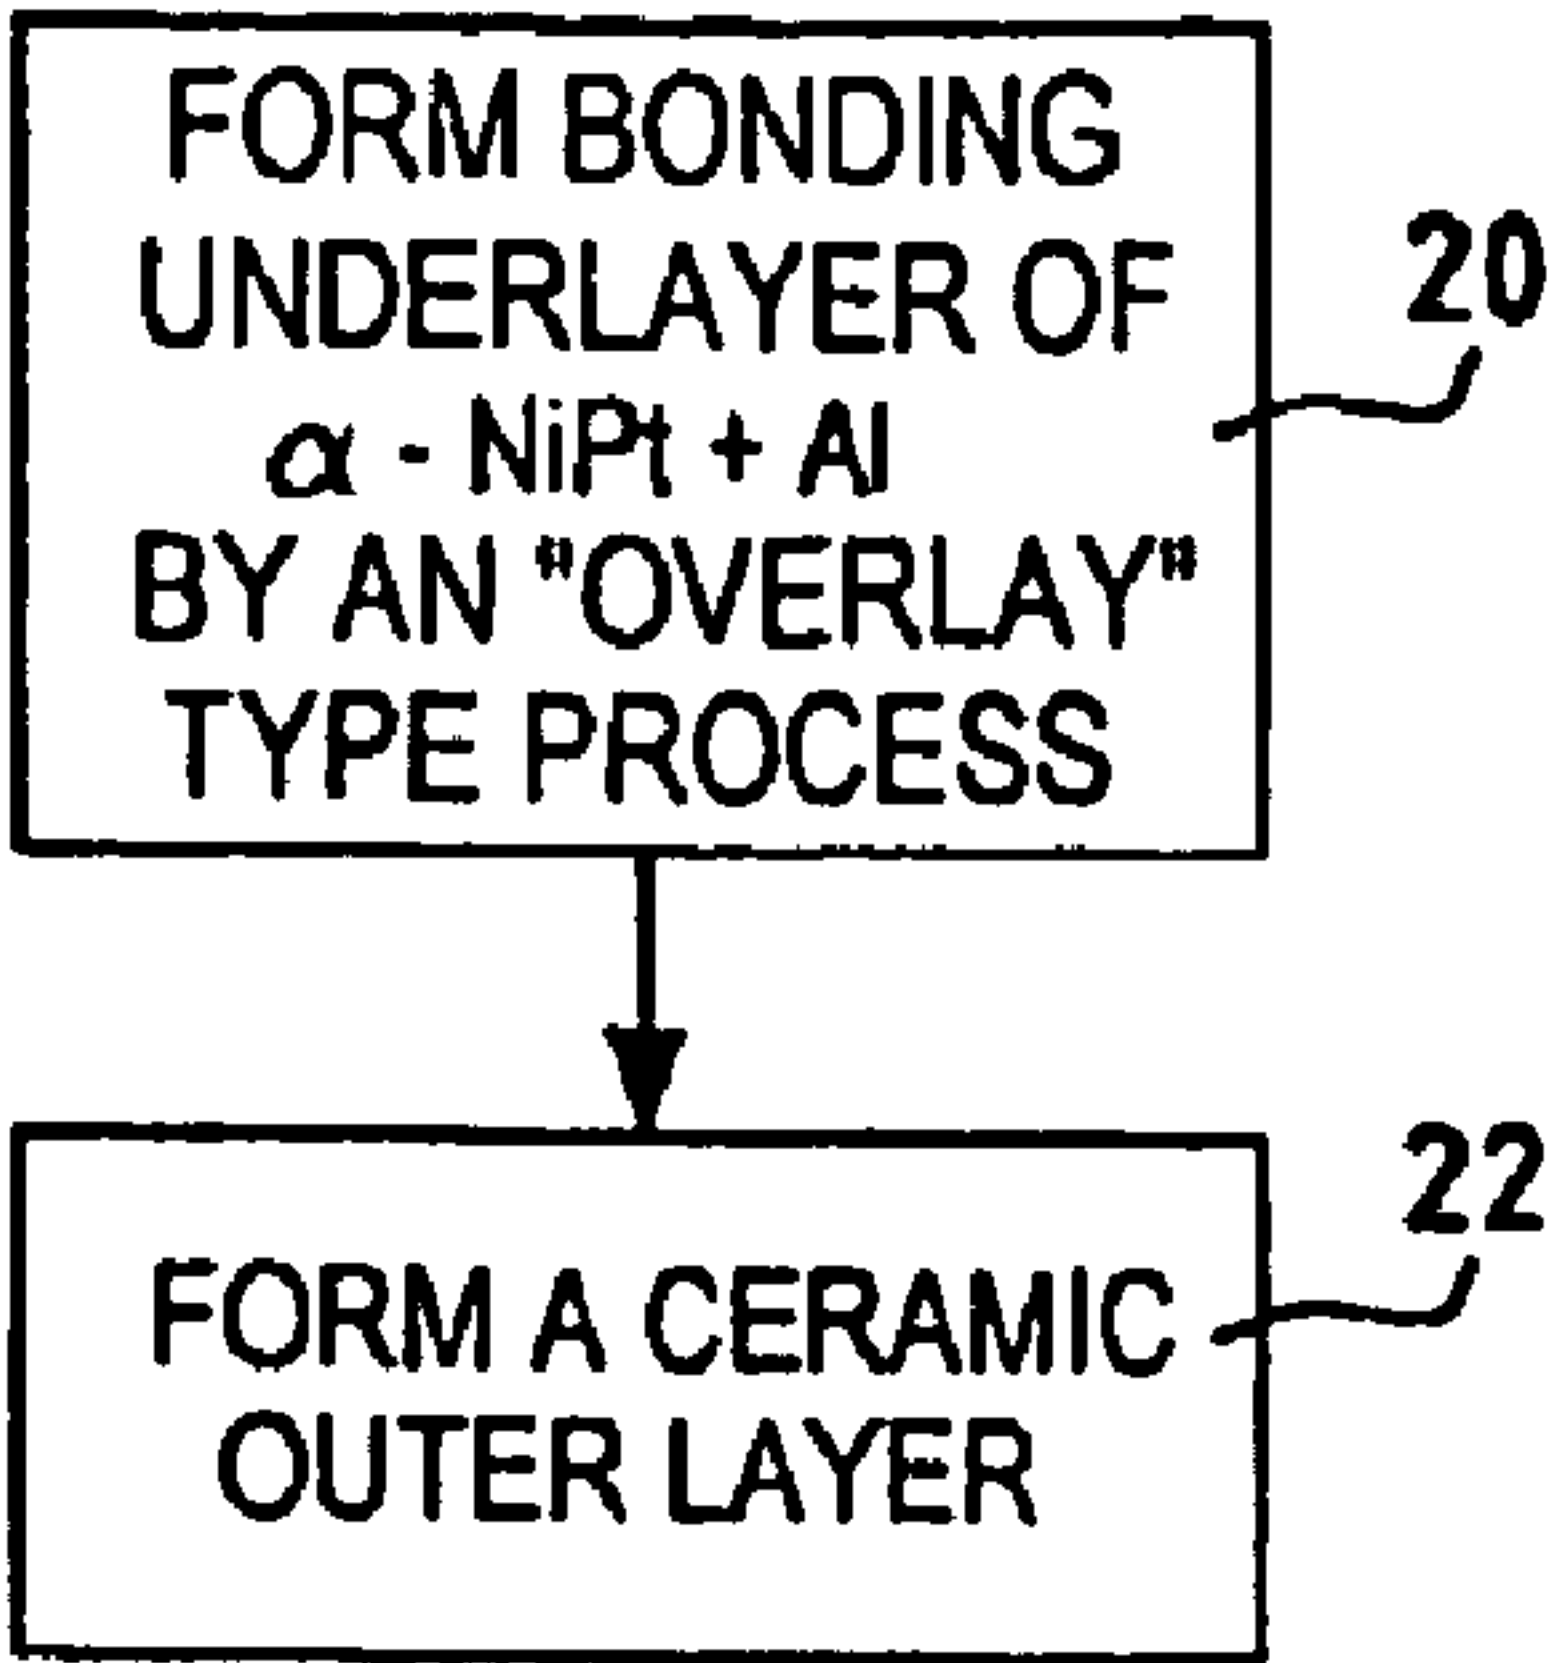 FORM BONDING
UNDERLAYER OF
α - NiPt + Al
BY AN "OVERLAY"
TYPE PROCESS
20
FORM A CERAMIC
OUTER LAYER
22